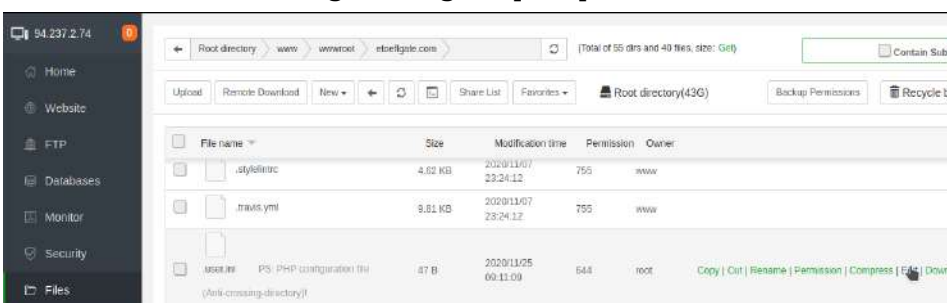 94.237.2.74 0
Root directory www wwwroot (Total of 55 dirs and 40 files, size: Get) Contain Sub
Home
Upload Remote Download New Share List Favorites Root directory(43G) Backup Permissions Recycle b
Website
FTP
File name Size Modification time Permission Owner
.stylelintrc 4.62 KB 2020/11/07 23:24:12 755 www
Databases
.travis.yml 9.81 KB 2020/11/07 23:24:12 755 www
Monitor
Security
.user.ini PS: PHP configuration file (Anti-crossing-directory)! 47 B 2020/11/25 09:11:09 644 root Copy | Cut | Rename | Permission | Compress | Edit | Down
Files